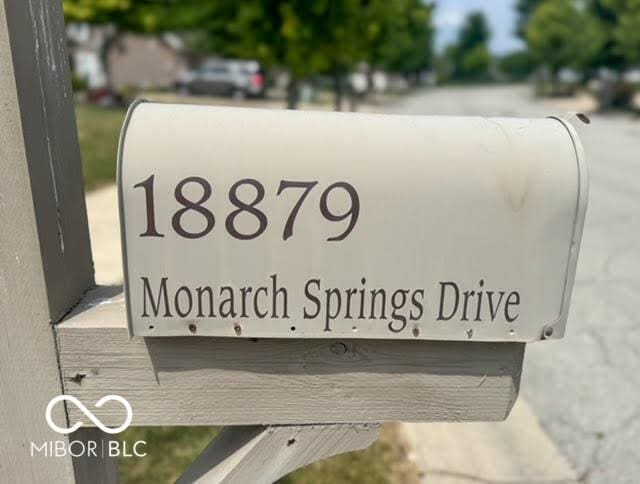 18879
Monarch Springs Drive
MIBOR|BLC